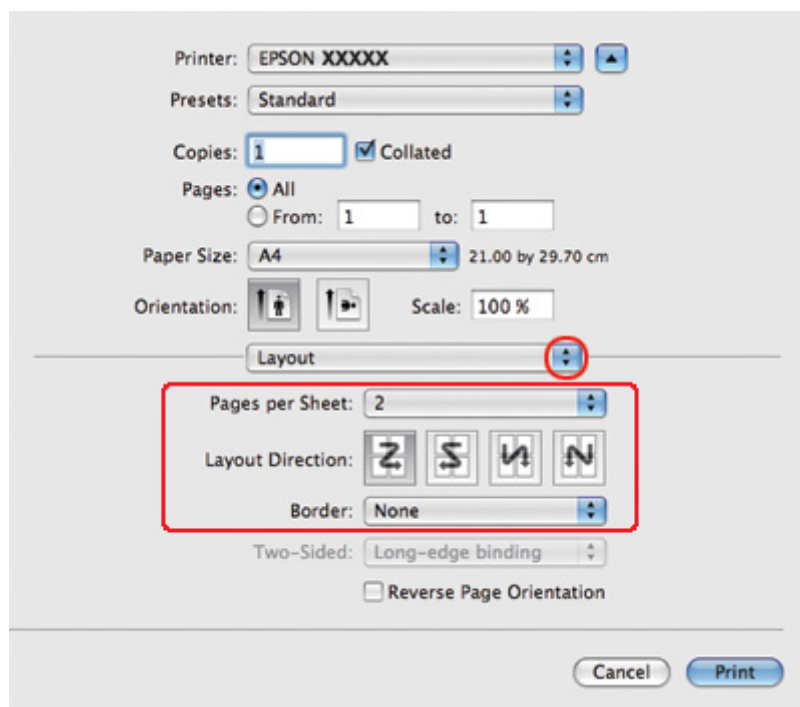 Printer: EPSON XXXXX
Presets: Standard
Copies: 1 Collated
Pages: All
From: 1 to: 1
Paper Size: A4 21.00 by 29.70 cm
Orientation: Scale: 100 %
Layout
Pages per Sheet: 2
Layout Direction:
Border: None
Two-Sided: Long-edge binding
Reverse Page Orientation
Cancel Print